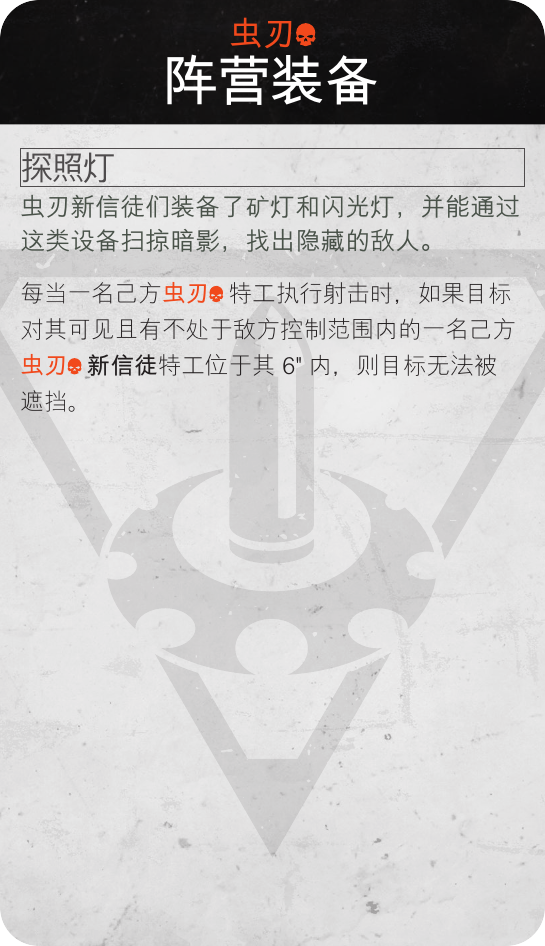 虫刃
阵营装备
探照灯
虫刃新信徒们装备了矿灯和闪光灯，并能通过
这类设备扫掠暗影，找出隐藏的敌人。
每当一名己方虫刃特工执行射击时，如果目标
对其可见且有不处于敌方控制范围内的一名己方
虫刃新信徒特工位于其 6" 内，则目标无法被
遮挡。